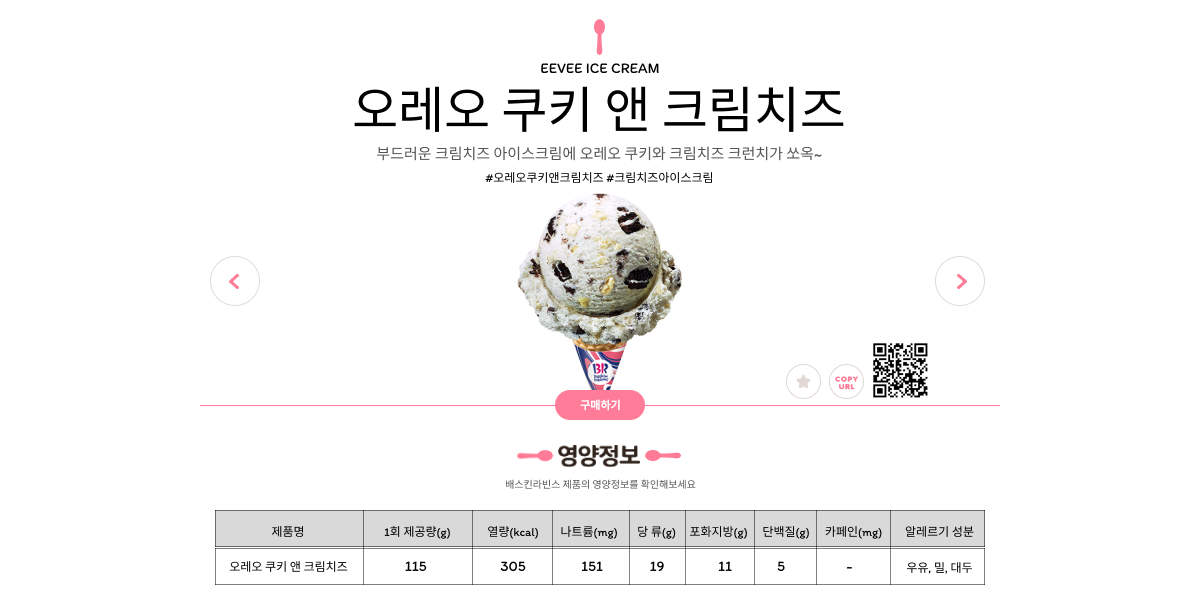 EEVEE ICE CREAM
오레오 쿠키 앤 크림치즈
부드러운 크림치즈 아이스크림에 오레오 쿠키와 크림치즈 크런치가 쏘옥~
#오레오쿠키앤크림치즈 #크림치즈아이스크림
BR
baskin robbins
COPY
URL
구매하기
영양정보
배스킨라빈스 제품의 영양정보를 확인해보세요
제품명 1회 제공량(g) 열량(kcal) 나트륨(mg) 당 류(g) 포화지방(g) 단백질(g) 카페인(mg) 알레르기 성분
오레오 쿠키 앤 크림치즈 115 305 151 19 11 5 - 우유, 밀, 대두